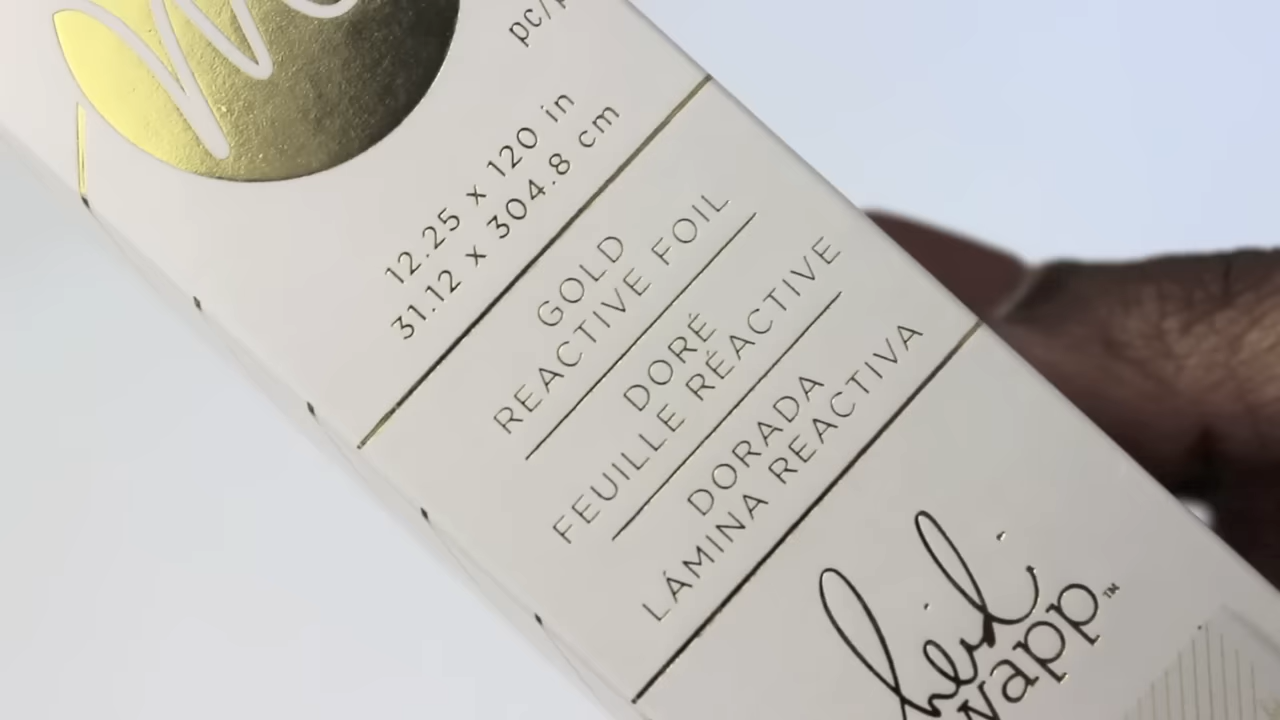 12.25 x 120 in
31.12 x 304.8 cm
GOLD
REACTIVE FOIL
DORÉ
FEUILLE RÉACTIVE
DORADA
LÁMINA REACTIVA
heidi
swapp™